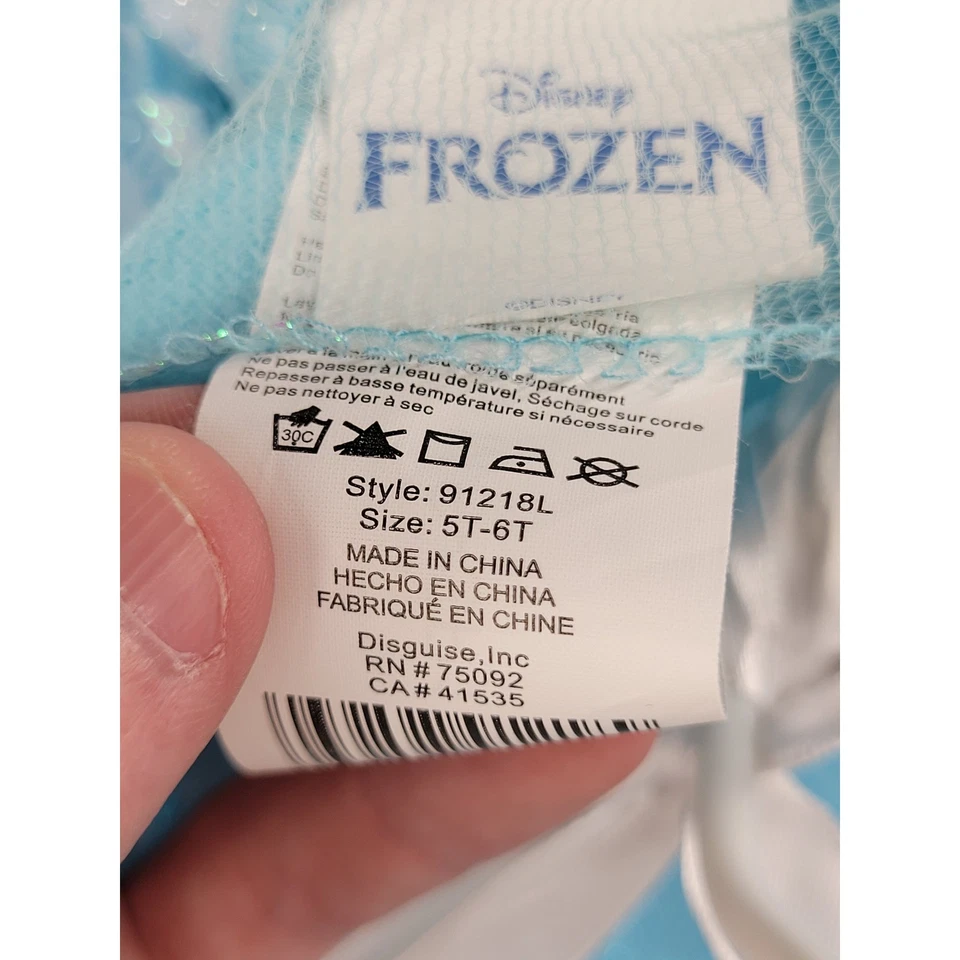 Disney
FROZEN
©DISNEY
Ne pas passer à l'eau de javel, Séchage sur corde
Repasser à basse température si nécessaire
Ne pas nettoyer à sec
30C
Style: 91218L
Size: 5T-6T
MADE IN CHINA
HECHO EN CHINA
FABRIQUÉ EN CHINE
Disguise,Inc
RN # 75092
CA# 41535